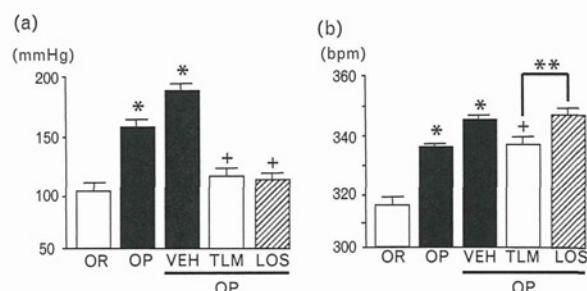 (a)
(mmHg)
200
150
100
50
*
*
+
+
OR OP VEH TLM LOS
OP
(b)
(bpm)
360
340
320
300
*
*
+
**
OR OP VEH TLM LOS
OP